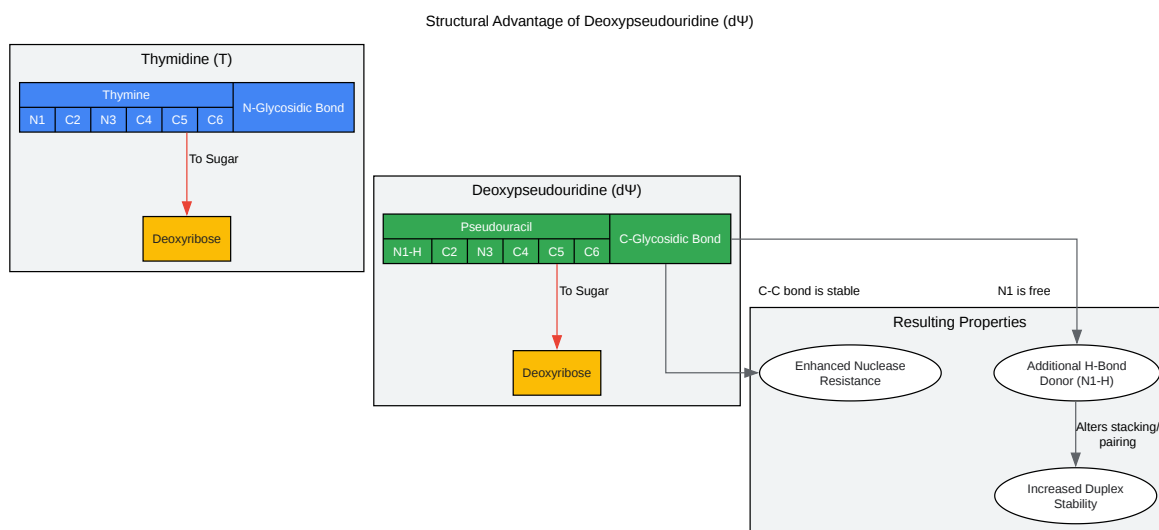 Structural Advantage of Deoxypseudouridine (dΨ)
Thymidine (T)
Thymine
N-Glycosidic Bond
N1 C2 N3 C4 C5 C6
To Sugar
Deoxyribose
Deoxypseudouridine (dΨ)
Pseudouracil
C-Glycosidic Bond
N1-H C2 N3 C4 C5 C6
To Sugar
Deoxyribose
C-C bond is stable
N1 is free
Resulting Properties
Enhanced Nuclease
Resistance
Additional H-Bond
Donor (N1-H)
Alters stacking/
pairing
Increased Duplex
Stability